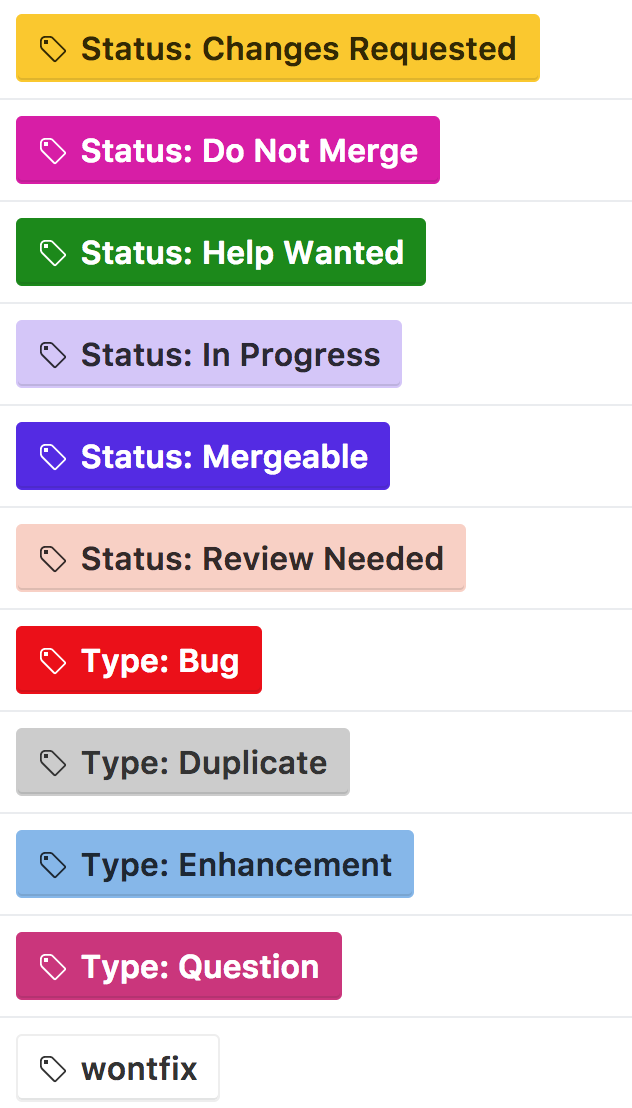 Status: Changes Requested
Status: Do Not Merge
Status: Help Wanted
Status: In Progress
Status: Mergeable
Status: Review Needed
Type: Bug
Type: Duplicate
Type: Enhancement
Type: Question
wontfix